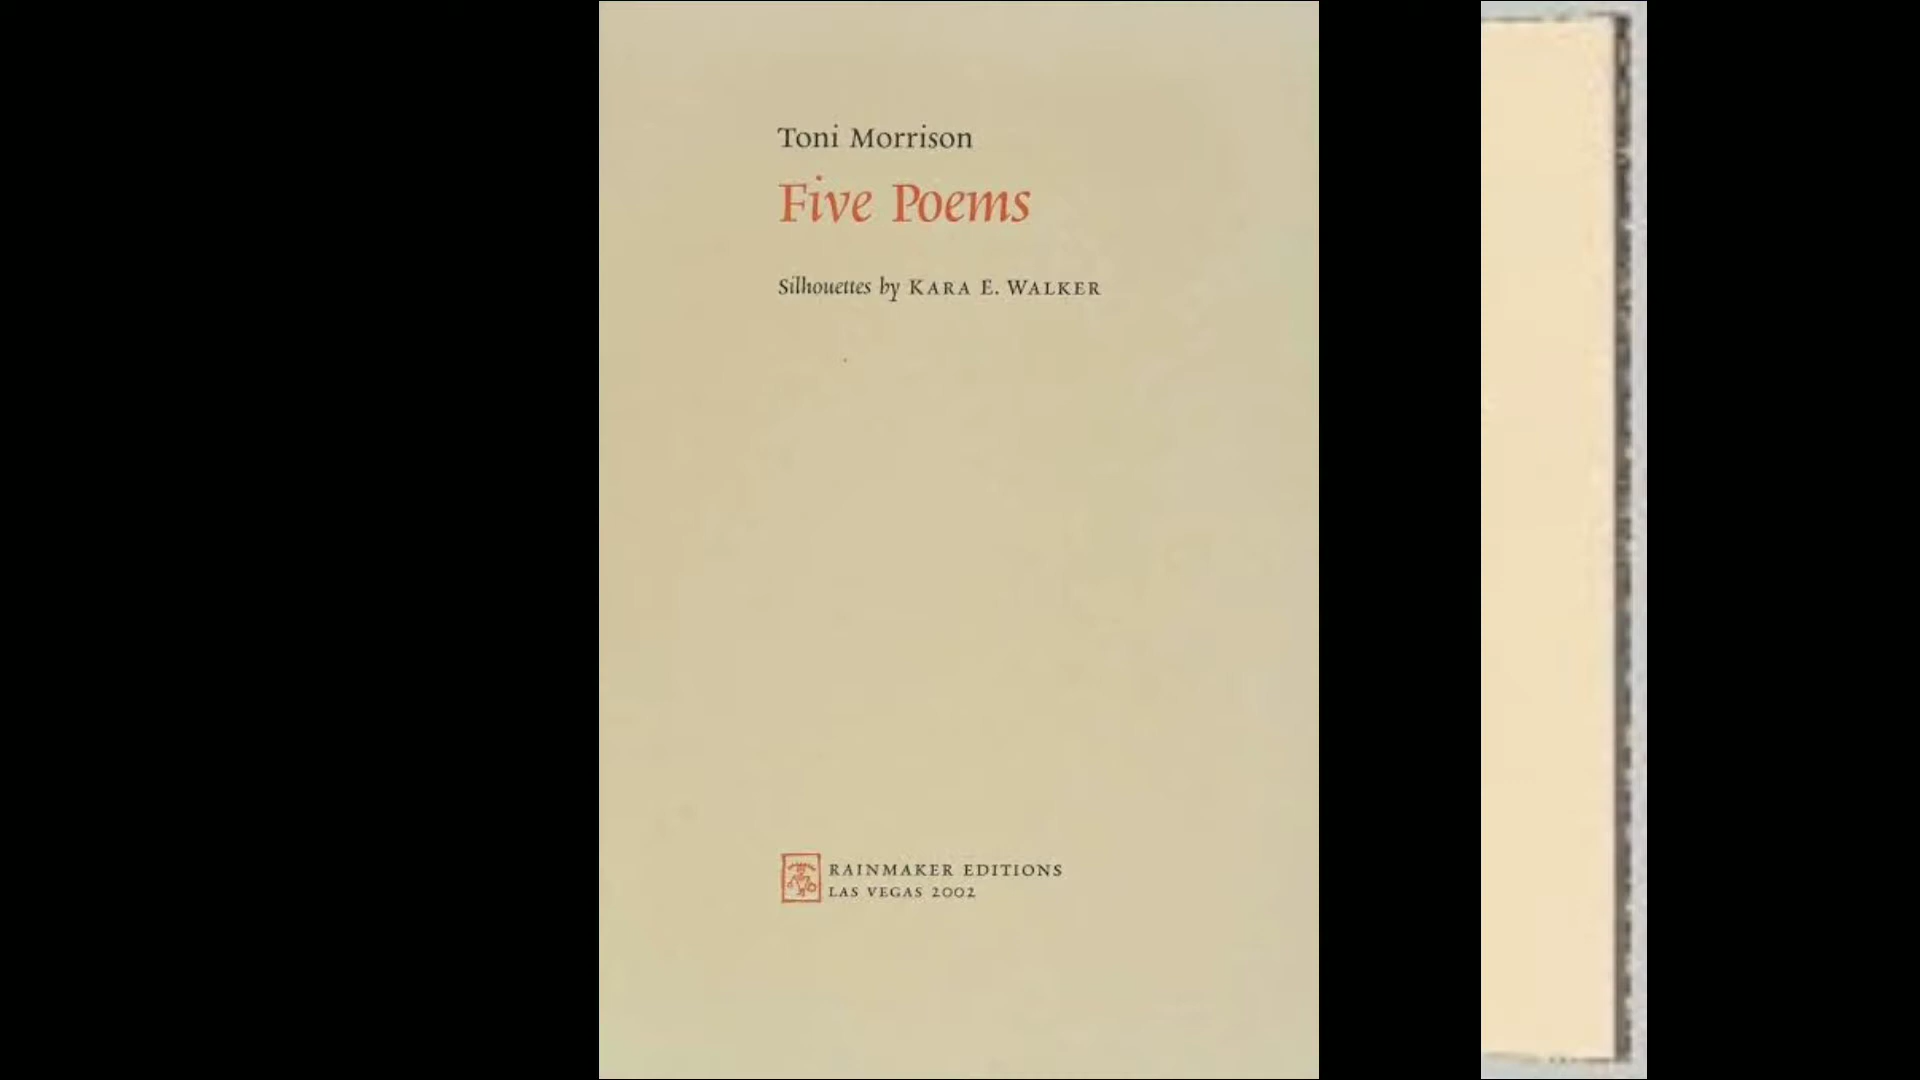 Toni Morrison
Five Poems
Silhouettes by KARA E. WALKER
RAINMAKER EDITIONS
LAS VEGAS 2002